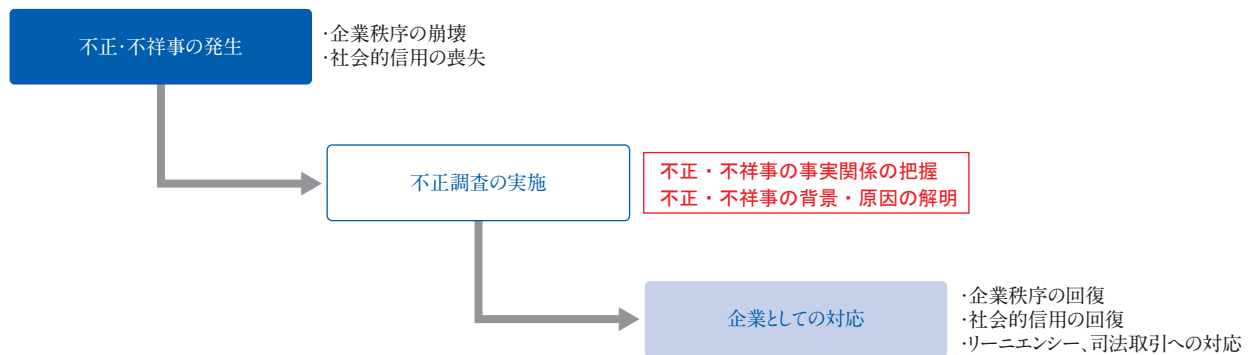 不正・不祥事の発生
・企業秩序の崩壊
・社会的信用の喪失
不正調査の実施
不正・不祥事の事実関係の把握
不正・不祥事の背景・原因の解明
企業としての対応
・企業秩序の回復
・社会的信用の回復
・リーニエンシー、司法取引への対応